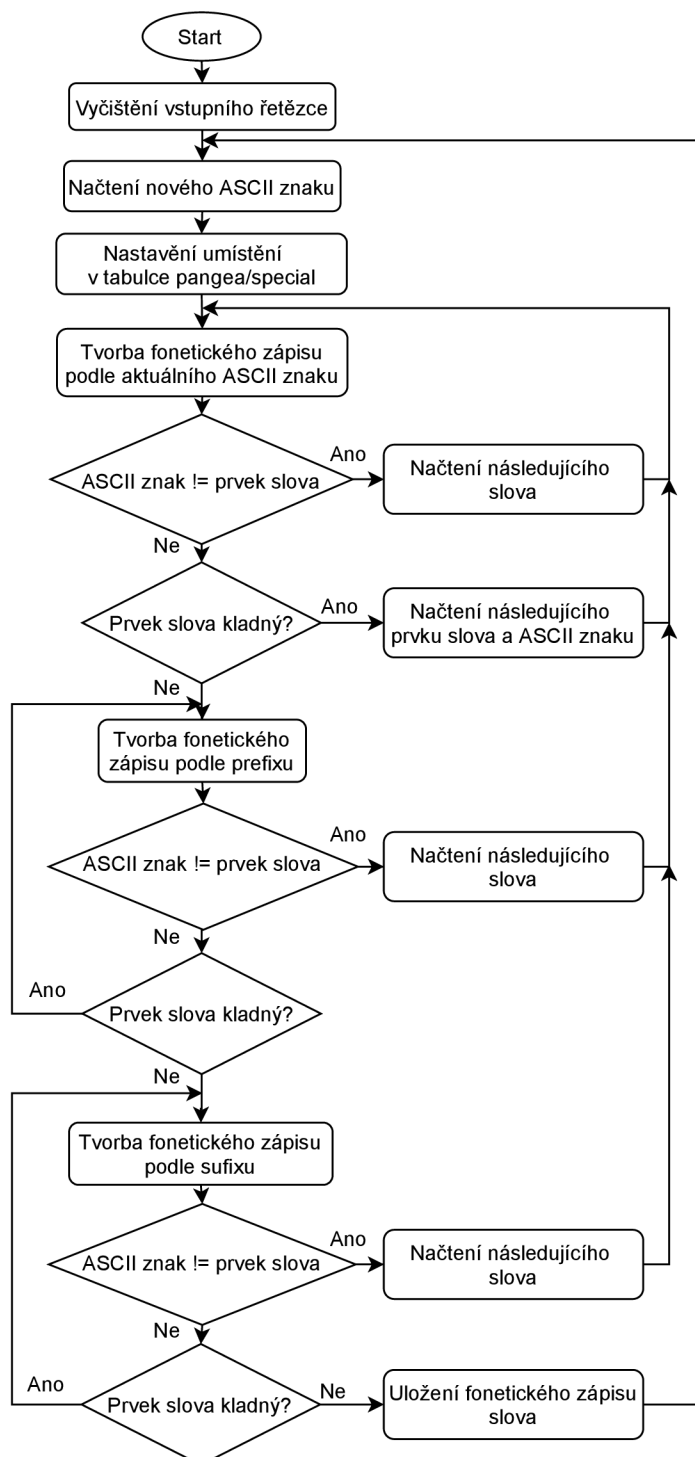 Start
Vyčištění vstupního řetězce
Načtení nového ASCII znaku
Nastavění umístění
v tabulce pangea/special
Tvorba fonetického zápisu
podle aktuálního ASCII znaku
ASCII znak != prvek slova
Ano
Načtení následujícího
slova
Ne
Prvek slova kladný?
Ano
Načtení následujícího
prvku slova a ASCII znaku
Ne
Tvorba fonetického
zápisu podle prefixu
ASCII znak != prvek slova
Ano
Načtení následujícího
slova
Ne
Ano
Prvek slova kladný?
Ne
Tvorba fonetického zápisu
podle sufixu
ASCII znak != prvek slova
Ano
Načtení následujícího
slova
Ne
Ano
Prvek slova kladný?
Ne
Uložení fonetického zápisu
slova